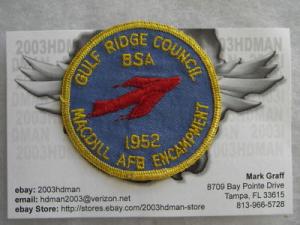 2003HDMAN
GULF RIDGE COUNCIL
BSA
1952
MACDILL AFB ENCAMPMENT
Mark Graff
8709 Bay Pointe Drive
Tampa, FL 33615
813-966-5728
ebay: 2003hdman
email: hdman2003@verizon.net
ebay Store: http://stores.ebay.com/2003hdman-store